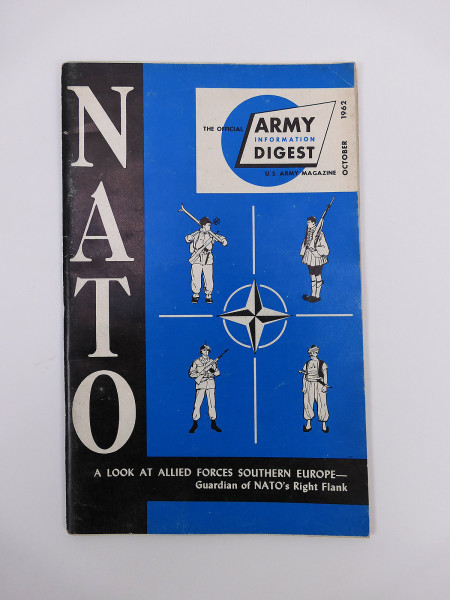 NATO
THE OFFICIAL
ARMY
INFORMATION
DIGEST
U.S. ARMY MAGAZINE
OCTOBER 1962
A LOOK AT ALLIED FORCES SOUTHERN EUROPE—
Guardian of NATO's Right Flank